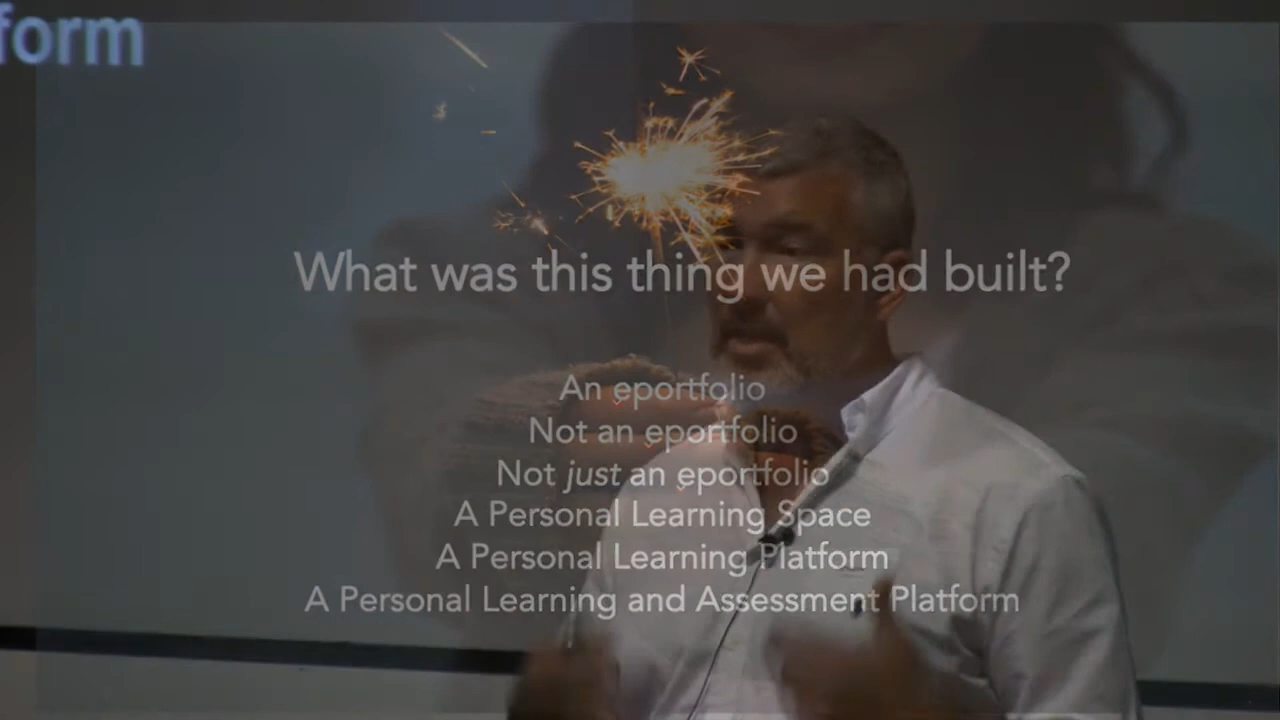 form
What was this thing we had built?
An eportfolio
Not an eportfolio
Not just an eportfolio
A Personal Learning Space
A Personal Learning Platform
A Personal Learning and Assessment Platform